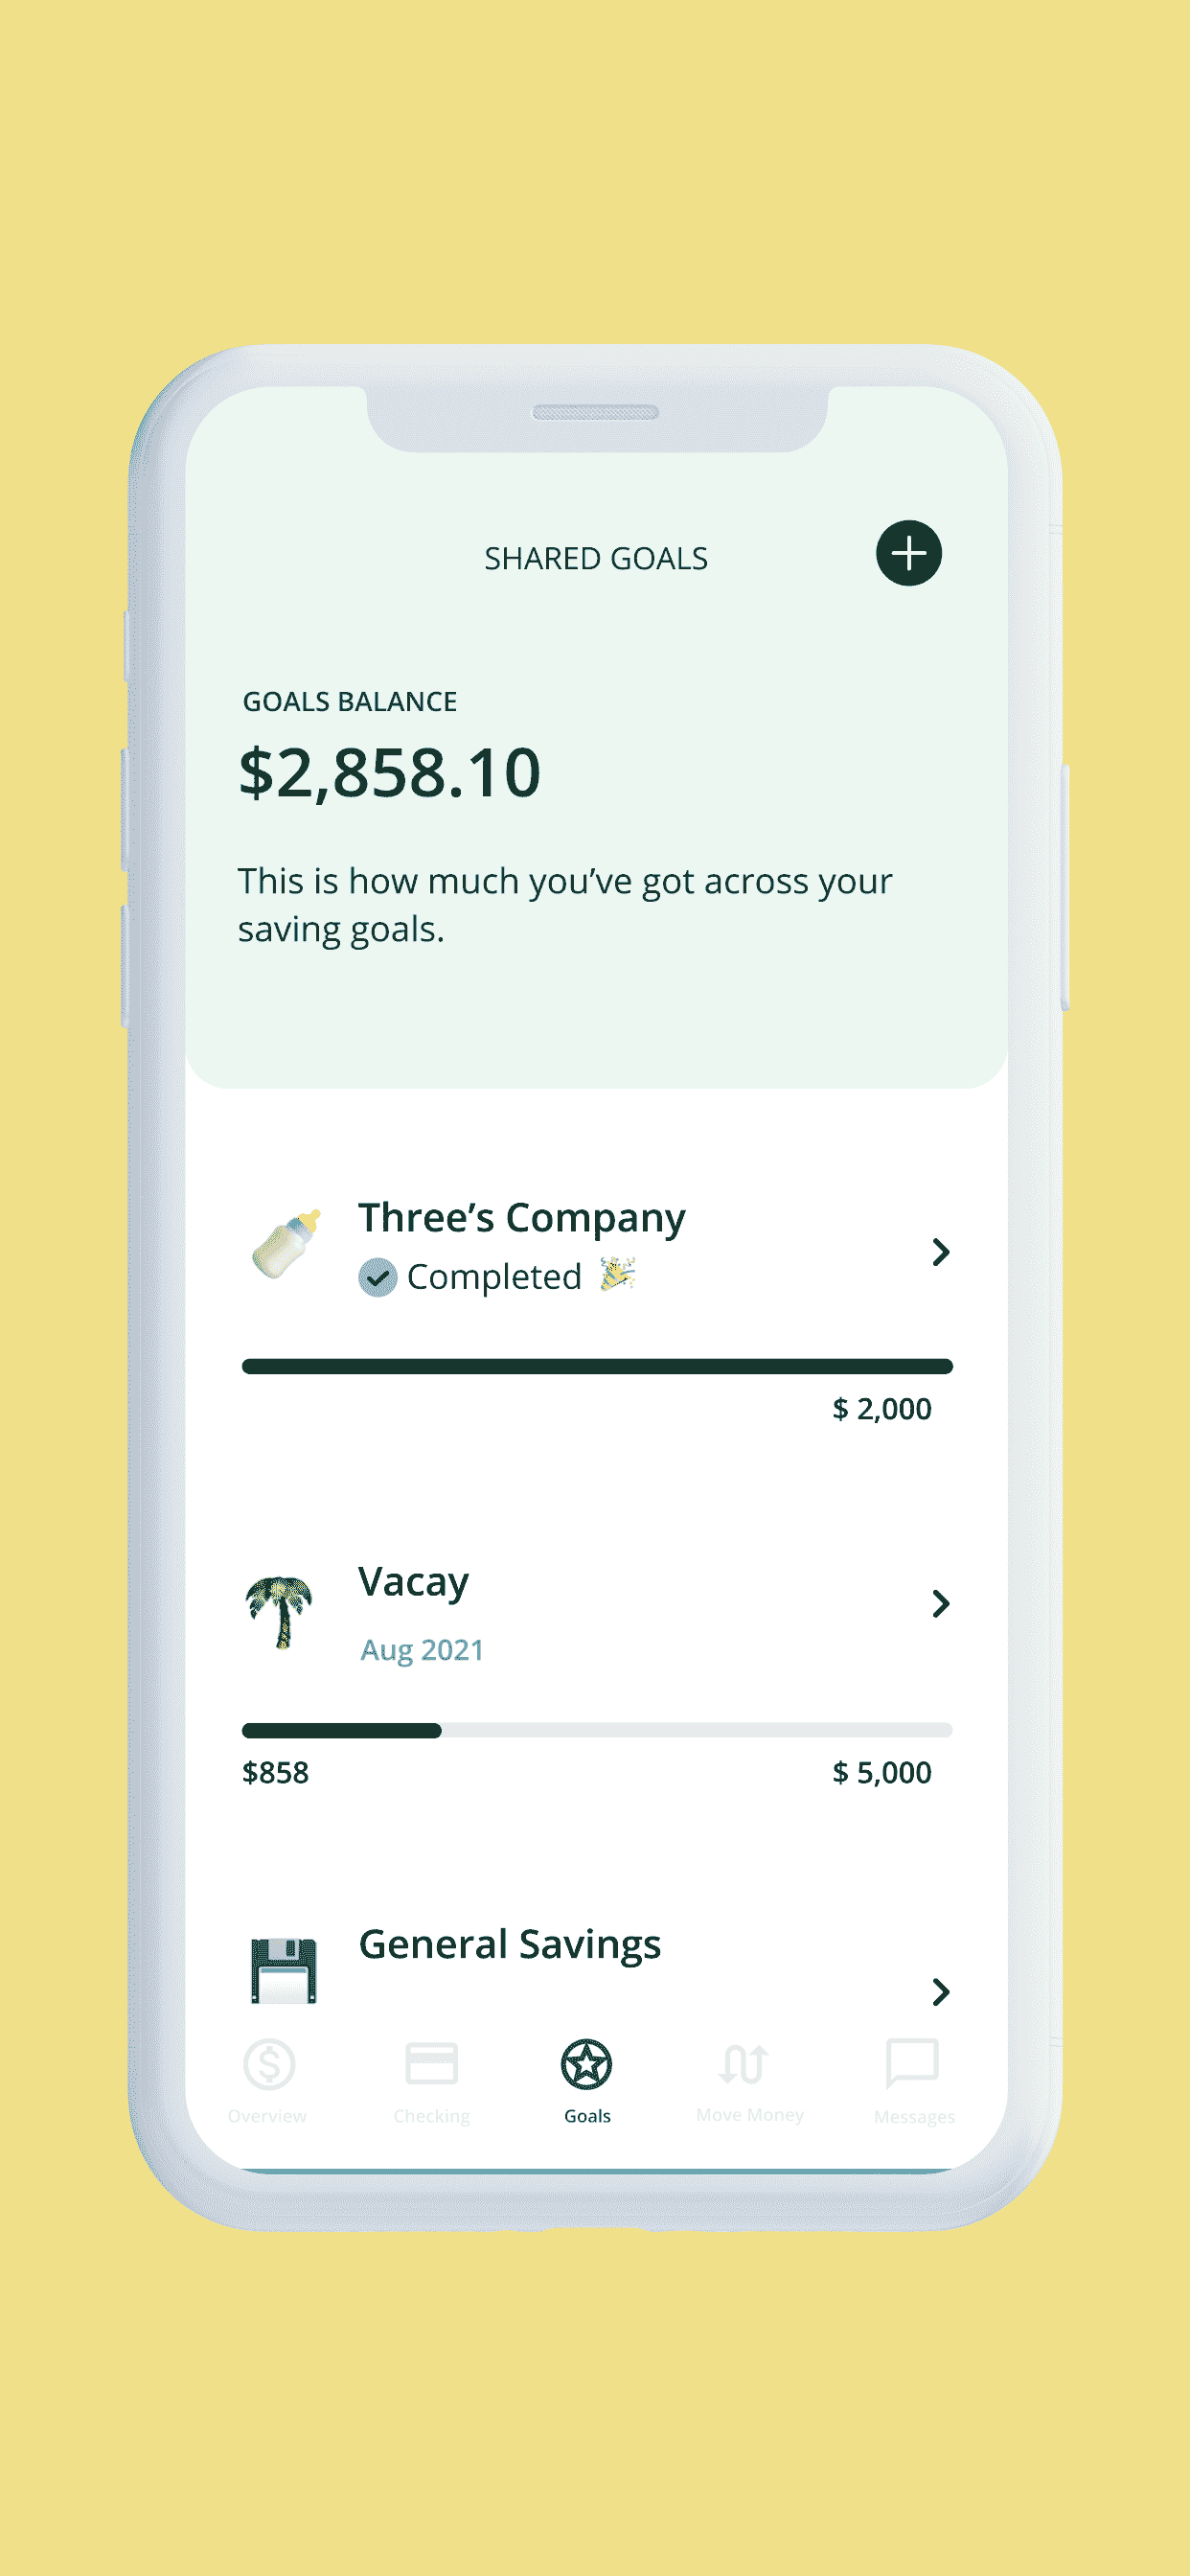 SHARED GOALS
GOALS BALANCE
$2,858.10
This is how much you’ve got across your
saving goals.
Three’s Company
Completed
$ 2,000
Vacay
Aug 2021
$858 $ 5,000
General Savings
Overview Checking Goals Move Money Messages